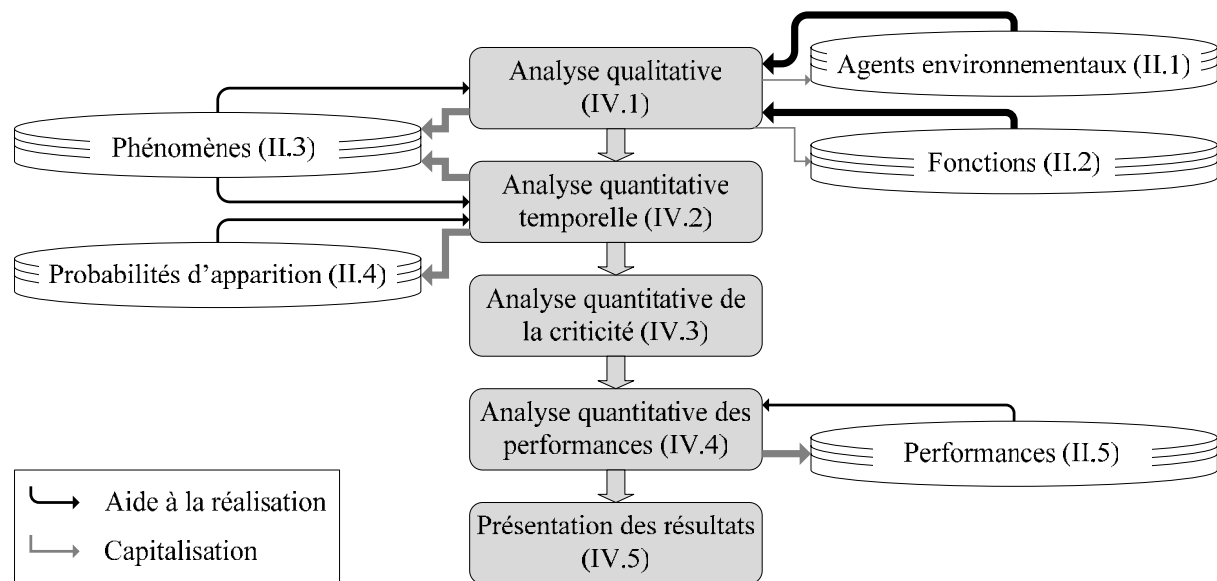 Analyse qualitative
(IV.1)
Agents environnementaux (II.1)
Phénomènes (II.3)
Fonctions (II.2)
Analyse quantitative
temporelle (IV.2)
Probabilités d’apparition (II.4)
Analyse quantitative de
la criticité (IV.3)
Analyse quantitative des
performances (IV.4)
Performances (II.5)
Présentation des résultats
(IV.5)
Aide à la réalisation
Capitalisation